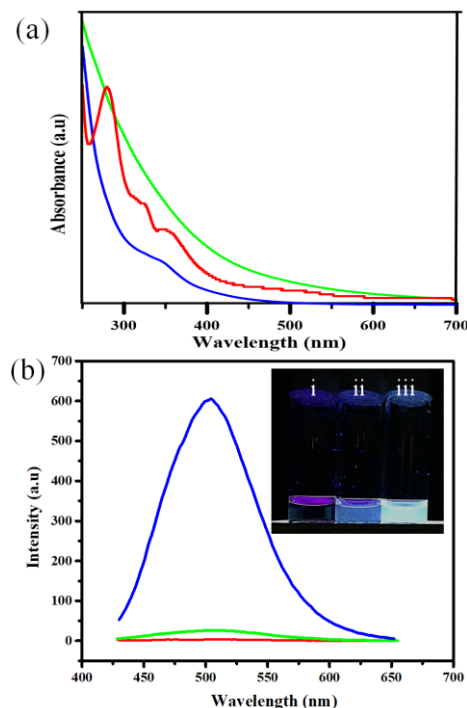 (a)
Absorbance (a.u)
300 400 500 600 700
Wavelength (nm)
(b)
700
600
500
400
300
200
100
0
Intensity (a.u)
i ii iii
400 450 500 550 600 650 700
Wavelength (nm)